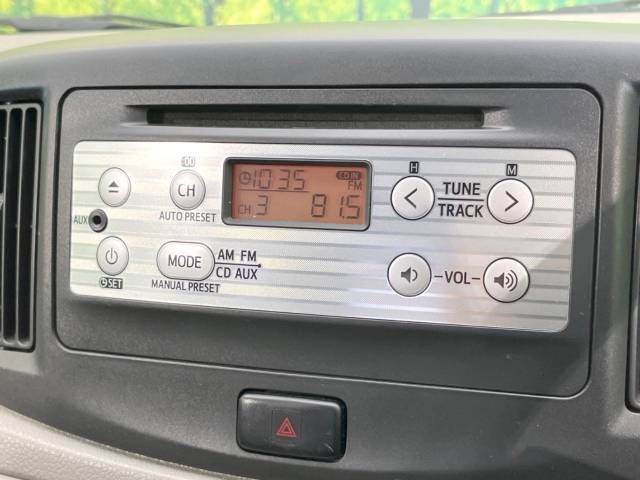 :00
CH
AUTO PRESET
AUX
SET
MODE
AM FM
CD AUX
MANUAL PRESET
10:35
CD IN
FM
CH 3 81.5
H
M
TUNE
TRACK
VOL